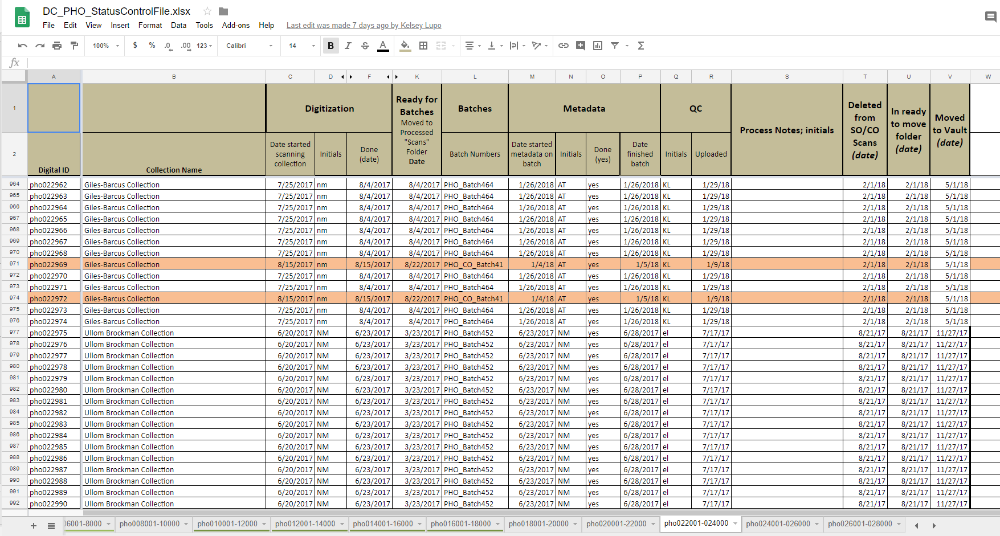 DC_PHO_StatusControlFile.xlsx
File Edit View Insert Format Data Tools Add-ons Help Last edit was made 7 days ago by Kelsey Lupo
100% $ % .0 .00 123 Calibri 14 B I S A Σ
fx
A B C D F K L M N O P Q R S T U V W
1 Digitization Ready for Batches Moved to Processed "Scans" Folder Date Batches Metadata QC Process Notes; initials Deleted from SO/CO Scans (date) In ready to move folder (date) Moved to Vault (date)
2 Digital ID Collection Name Date started scanning collection Initials Done (date) Batch Numbers Date started metadata on batch Initials Done (yes) Date finished batch Initials Uploaded
964 pho022962 Giles-Barcus Collection 7/25/2017 nm 8/4/2017 8/4/2017 PHO_Batch464 1/26/2018 AT yes 1/26/2018 KL 1/29/18 2/1/18 2/1/18 5/1/18
965 pho022963 Giles-Barcus Collection 7/25/2017 nm 8/4/2017 8/4/2017 PHO_Batch464 1/26/2018 AT yes 1/26/2018 KL 1/29/18 2/1/18 2/1/18 5/1/18
966 pho022964 Giles-Barcus Collection 7/25/2017 nm 8/4/2017 8/4/2017 PHO_Batch464 1/26/2018 AT yes 1/26/2018 KL 1/29/18 2/1/18 2/1/18 5/1/18
967 pho022965 Giles-Barcus Collection 7/25/2017 nm 8/4/2017 8/4/2017 PHO_Batch464 1/26/2018 AT yes 1/26/2018 KL 1/29/18 2/1/18 2/1/18 5/1/18
968 pho022966 Giles-Barcus Collection 7/25/2017 nm 8/4/2017 8/4/2017 PHO_Batch464 1/26/2018 AT yes 1/26/2018 KL 1/29/18 2/1/18 2/1/18 5/1/18
969 pho022967 Giles-Barcus Collection 7/25/2017 nm 8/4/2017 8/4/2017 PHO_Batch464 1/26/2018 AT yes 1/26/2018 KL 1/29/18 2/1/18 2/1/18 5/1/18
970 pho022968 Giles-Barcus Collection 7/25/2017 nm 8/4/2017 8/4/2017 PHO_Batch464 1/26/2018 AT yes 1/26/2018 KL 1/29/18 2/1/18 2/1/18 5/1/18
971 pho022969 Giles-Barcus Collection 8/15/2017 nm 8/15/2017 8/22/2017 PHO_CO_Batch41 1/4/18 AT yes 1/5/18 KL 1/9/18 2/1/18 2/1/18 5/1/18
972 pho022970 Giles-Barcus Collection 7/25/2017 nm 8/4/2017 8/4/2017 PHO_Batch464 1/26/2018 AT yes 1/26/2018 KL 1/29/18 2/1/18 2/1/18 5/1/18
973 pho022971 Giles-Barcus Collection 7/25/2017 nm 8/4/2017 8/4/2017 PHO_Batch464 1/26/2018 AT yes 1/26/2018 KL 1/29/18 2/1/18 2/1/18 5/1/18
974 pho022972 Giles-Barcus Collection 8/15/2017 nm 8/15/2017 8/22/2017 PHO_CO_Batch41 1/4/18 AT yes 1/5/18 KL 1/9/18 2/1/18 2/1/18 5/1/18
975 pho022973 Giles-Barcus Collection 7/25/2017 nm 8/4/2017 8/4/2017 PHO_Batch464 1/26/2018 AT yes 1/26/2018 KL 1/29/18 2/1/18 2/1/18 5/1/18
976 pho022974 Giles-Barcus Collection 7/25/2017 nm 8/4/2017 8/4/2017 PHO_Batch464 1/26/2018 AT yes 1/26/2018 KL 1/29/18 2/1/18 2/1/18 5/1/18
977 pho022975 Ullom Brockman Collection 6/20/2017 NM 6/23/2017 3/23/2017 PHO_Batch452 6/23/2017 NM yes 6/28/2017 el 7/17/17 8/21/17 8/21/17 11/27/17
978 pho022976 Ullom Brockman Collection 6/20/2017 NM 6/23/2017 3/23/2017 PHO_Batch452 6/23/2017 NM yes 6/28/2017 el 7/17/17 8/21/17 8/21/17 11/27/17
979 pho022977 Ullom Brockman Collection 6/20/2017 NM 6/23/2017 3/23/2017 PHO_Batch452 6/23/2017 NM yes 6/28/2017 el 7/17/17 8/21/17 8/21/17 11/27/17
980 pho022978 Ullom Brockman Collection 6/20/2017 NM 6/23/2017 3/23/2017 PHO_Batch452 6/23/2017 NM yes 6/28/2017 el 7/17/17 8/21/17 8/21/17 11/27/17
981 pho022979 Ullom Brockman Collection 6/20/2017 NM 6/23/2017 3/23/2017 PHO_Batch452 6/23/2017 NM yes 6/28/2017 el 7/17/17 8/21/17 8/21/17 11/27/17
982 pho022980 Ullom Brockman Collection 6/20/2017 NM 6/23/2017 3/23/2017 PHO_Batch452 6/23/2017 NM yes 6/28/2017 el 7/17/17 8/21/17 8/21/17 11/27/17
983 pho022981 Ullom Brockman Collection 6/20/2017 NM 6/23/2017 3/23/2017 PHO_Batch452 6/23/2017 NM yes 6/28/2017 el 7/17/17 8/21/17 8/21/17 11/27/17
984 pho022982 Ullom Brockman Collection 6/20/2017 NM 6/23/2017 3/23/2017 PHO_Batch452 6/23/2017 NM yes 6/28/2017 el 7/17/17 8/21/17 8/21/17 11/27/17
985 pho022983 Ullom Brockman Collection 6/20/2017 NM 6/23/2017 3/23/2017 PHO_Batch452 6/23/2017 NM yes 6/28/2017 el 7/17/17 8/21/17 8/21/17 11/27/17
986 pho022984 Ullom Brockman Collection 6/20/2017 NM 6/23/2017 3/23/2017 PHO_Batch452 6/23/2017 NM yes 6/28/2017 el 7/17/17 8/21/17 8/21/17 11/27/17
987 pho022985 Ullom Brockman Collection 6/20/2017 NM 6/23/2017 3/23/2017 PHO_Batch452 6/23/2017 NM yes 6/28/2017 el 7/17/17 8/21/17 8/21/17 11/27/17
988 pho022986 Ullom Brockman Collection 6/20/2017 NM 6/23/2017 3/23/2017 PHO_Batch452 6/23/2017 NM yes 6/28/2017 el 7/17/17 8/21/17 8/21/17 11/27/17
989 pho022987 Ullom Brockman Collection 6/20/2017 NM 6/23/2017 3/23/2017 PHO_Batch452 6/23/2017 NM yes 6/28/2017 el 7/17/17 8/21/17 8/21/17 11/27/17
990 pho022988 Ullom Brockman Collection 6/20/2017 NM 6/23/2017 3/23/2017 PHO_Batch452 6/23/2017 NM yes 6/28/2017 el 7/17/17 8/21/17 8/21/17 11/27/17
991 pho022989 Ullom Brockman Collection 6/20/2017 NM 6/23/2017 3/23/2017 PHO_Batch452 6/23/2017 NM yes 6/28/2017 el 7/17/17 8/21/17 8/21/17 11/27/17
992 pho022990 Ullom Brockman Collection 6/20/2017 NM 6/23/2017 3/23/2017 PHO_Batch452 6/23/2017 NM yes 6/28/2017 el 7/17/17 8/21/17 8/21/17 11/27/17
06001-8000 pho008001-10000 pho010001-12000 pho012001-14000 pho014001-16000 pho016001-18000 pho018001-20000 pho020001-22000 pho022001-024000 pho024001-026000 pho026001-028000